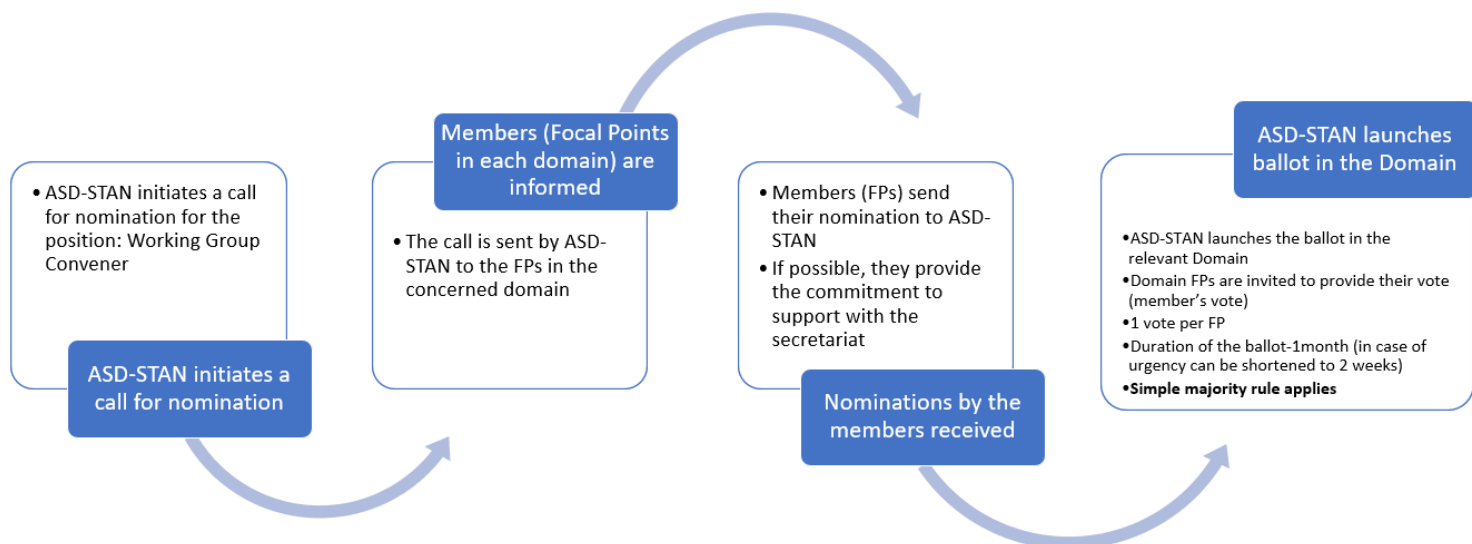 • ASD-STAN initiates a call
for nomination for the
position: Working Group
Convener
ASD-STAN initiates a
call for nomination
Members (Focal Points
in each domain) are
informed
• The call is sent by ASD-
STAN to the FPs in the
concerned domain
• Members (FPs) send
their nomination to ASD-
STAN
• If possible, they provide
the commitment to
support with the
secretariat
Nominations by the
members received
ASD-STAN launches
ballot in the Domain
•ASD-STAN launches the ballot in the
relevant Domain
•Domain FPs are invited to provide their vote
(member’s vote)
•1 vote per FP
•Duration of the ballot-1month (in case of
urgency can be shortened to 2 weeks)
•Simple majority rule applies